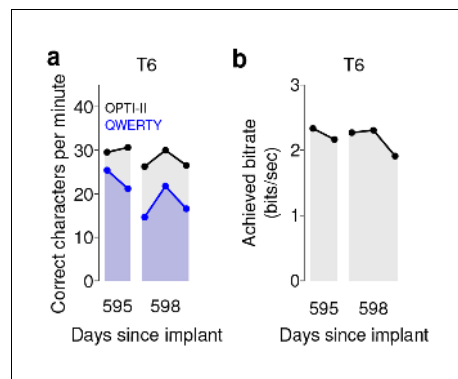 a
T6
Correct characters per minute
40
30
20
10
0
OPTI-II
QWERTY
595 598
Days since implant
b
T6
Achieved bitrate
(bits/sec)
3
2
1
0
595 598
Days since implant